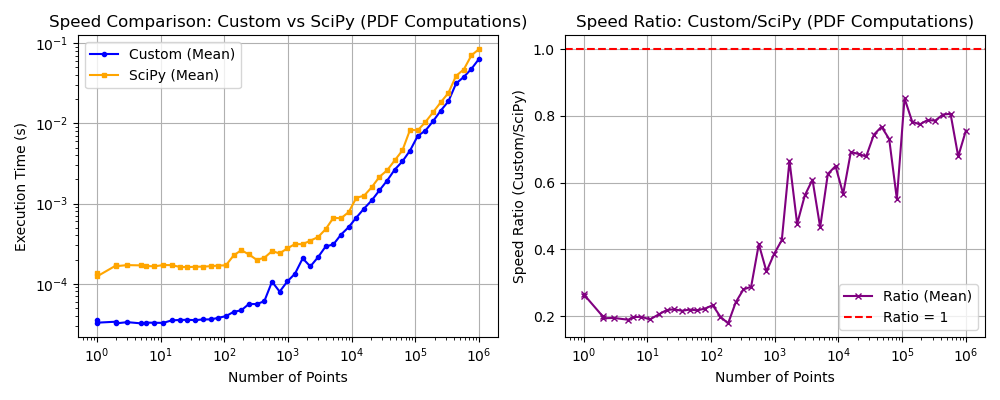 Speed Comparison: Custom vs SciPy (PDF Computations)
Execution Time (s)
10⁻¹
10⁻²
10⁻³
10⁻⁴
Custom (Mean)
SciPy (Mean)
10⁰ 10¹ 10² 10³ 10⁴ 10⁵ 10⁶
Number of Points
Speed Ratio: Custom/SciPy (PDF Computations)
Speed Ratio (Custom/SciPy)
1.0
0.8
0.6
0.4
0.2
Ratio (Mean)
Ratio = 1
10⁰ 10¹ 10² 10³ 10⁴ 10⁵ 10⁶
Number of Points